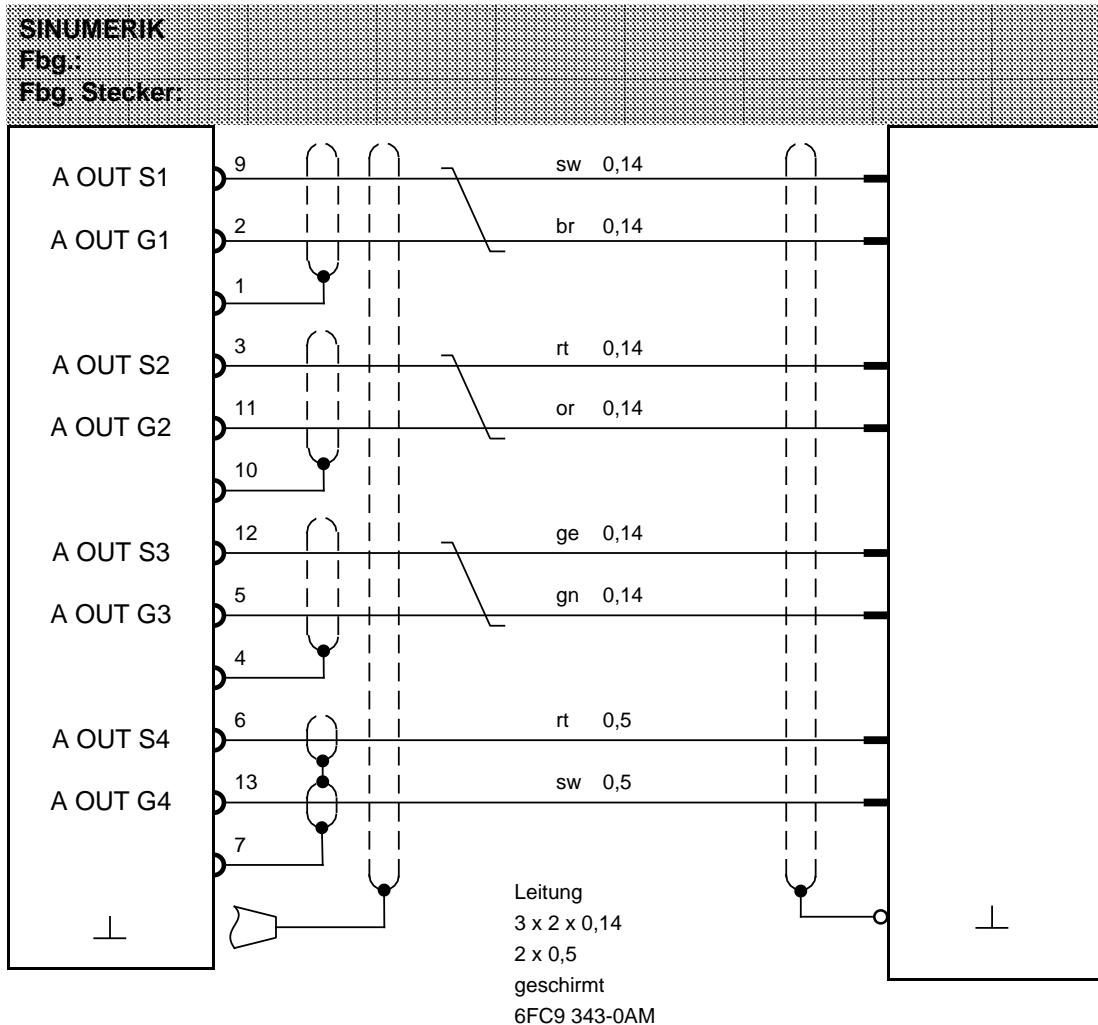 SINUMERIK
Fbg.:
Fbg. Stecker:
A OUT S1 9 sw 0,14
A OUT G1 2 br 0,14
1
A OUT S2 3 rt 0,14
A OUT G2 11 or 0,14
10
A OUT S3 12 ge 0,14
A OUT G3 5 gn 0,14
4
A OUT S4 6 rt 0,5
A OUT G4 13 sw 0,5
7
Leitung
3 x 2 x 0,14
2 x 0,5
geschirmt
6FC9 343-0AM